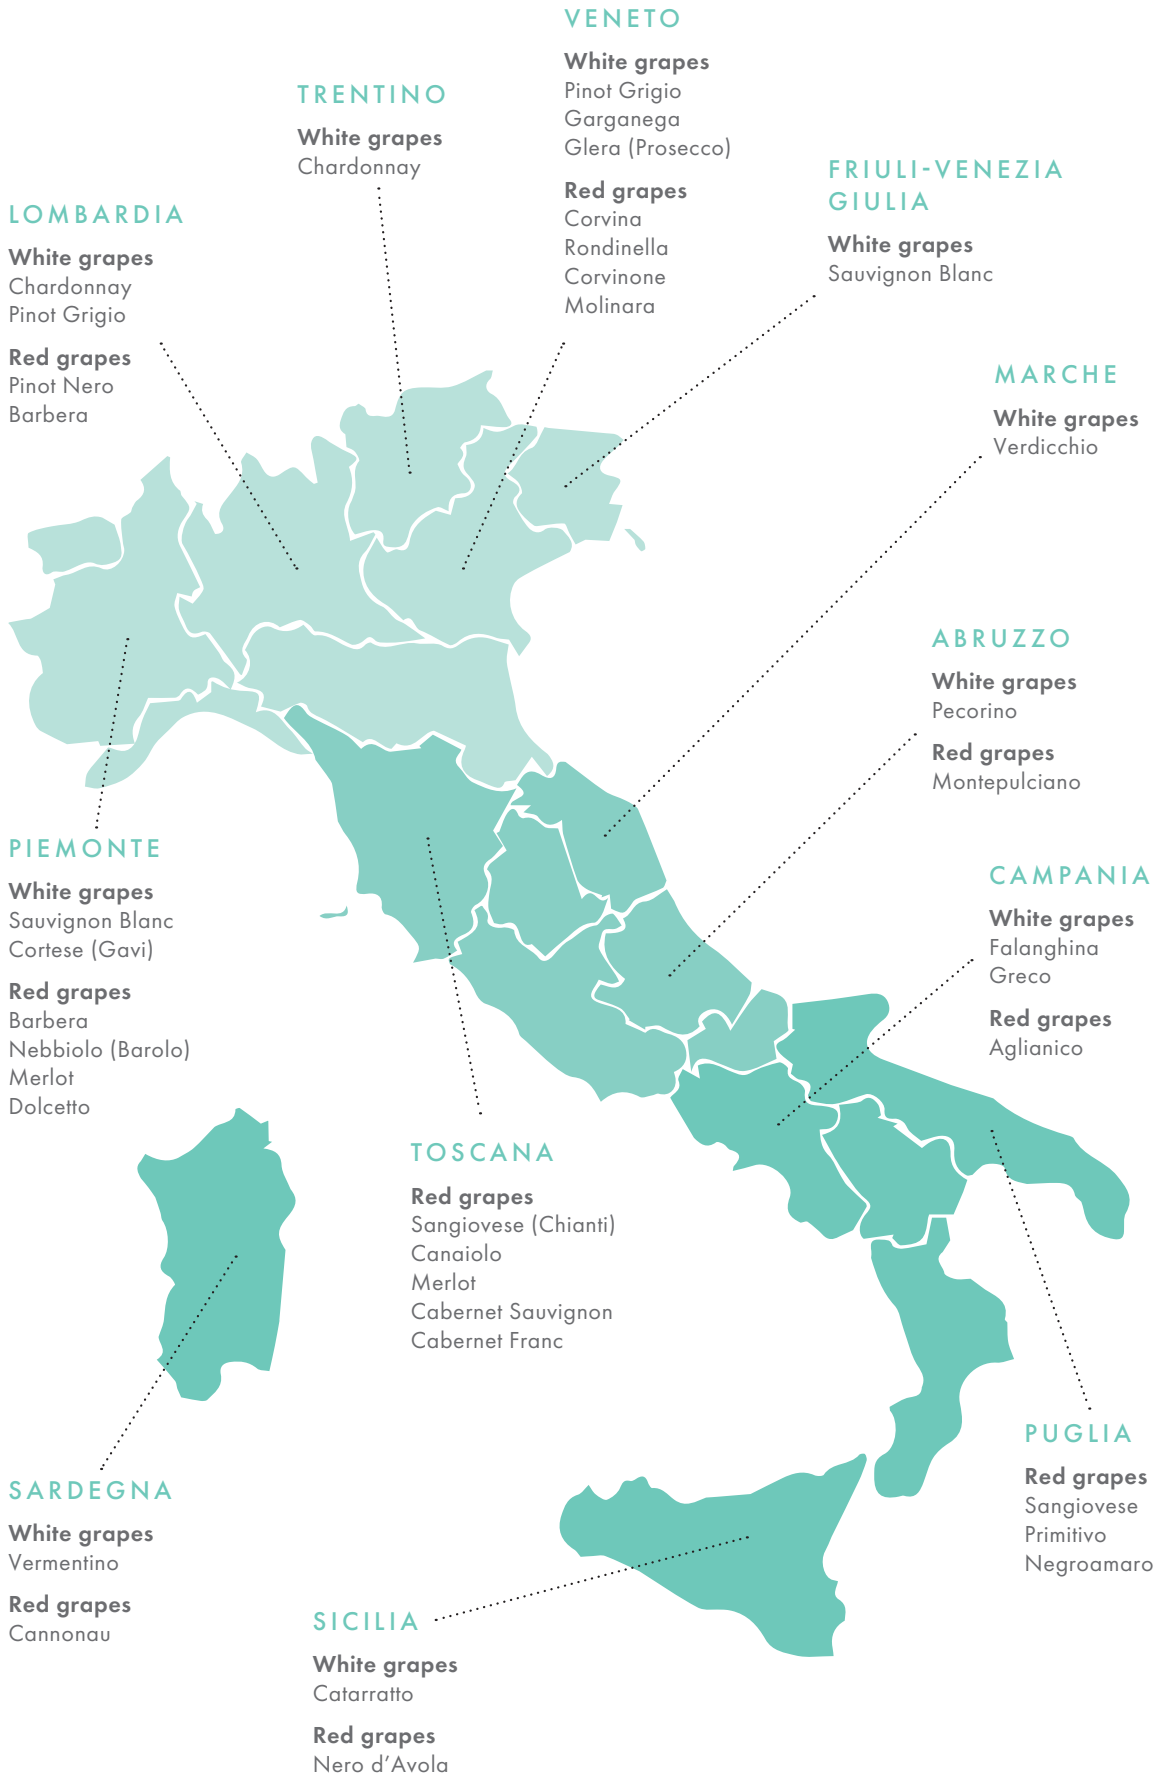 VENETO
White grapes
Pinot Grigio
Garganega
Glera (Prosecco)
Red grapes
Corvina
Rondinella
Corvinone
Molinara
TRENTINO
White grapes
Chardonnay
FRIULI-VENEZIA
GIULIA
White grapes
Sauvignon Blanc
LOMBARDIA
White grapes
Chardonnay
Pinot Grigio
Red grapes
Pinot Nero
Barbera
MARCHE
White grapes
Verdicchio
ABRUZZO
White grapes
Pecorino
Red grapes
Montepulciano
PIEMONTE
White grapes
Sauvignon Blanc
Cortese (Gavi)
Red grapes
Barbera
Nebbiolo (Barolo)
Merlot
Dolcetto
CAMPANIA
White grapes
Falanghina
Greco
Red grapes
Aglianico
TOSCANA
Red grapes
Sangiovese (Chianti)
Canaiolo
Merlot
Cabernet Sauvignon
Cabernet Franc
PUGLIA
Red grapes
Sangiovese
Primitivo
Negroamaro
SARDEGNA
White grapes
Vermentino
Red grapes
Cannonau
SICILIA
White grapes
Catarratto
Red grapes
Nero d’Avola